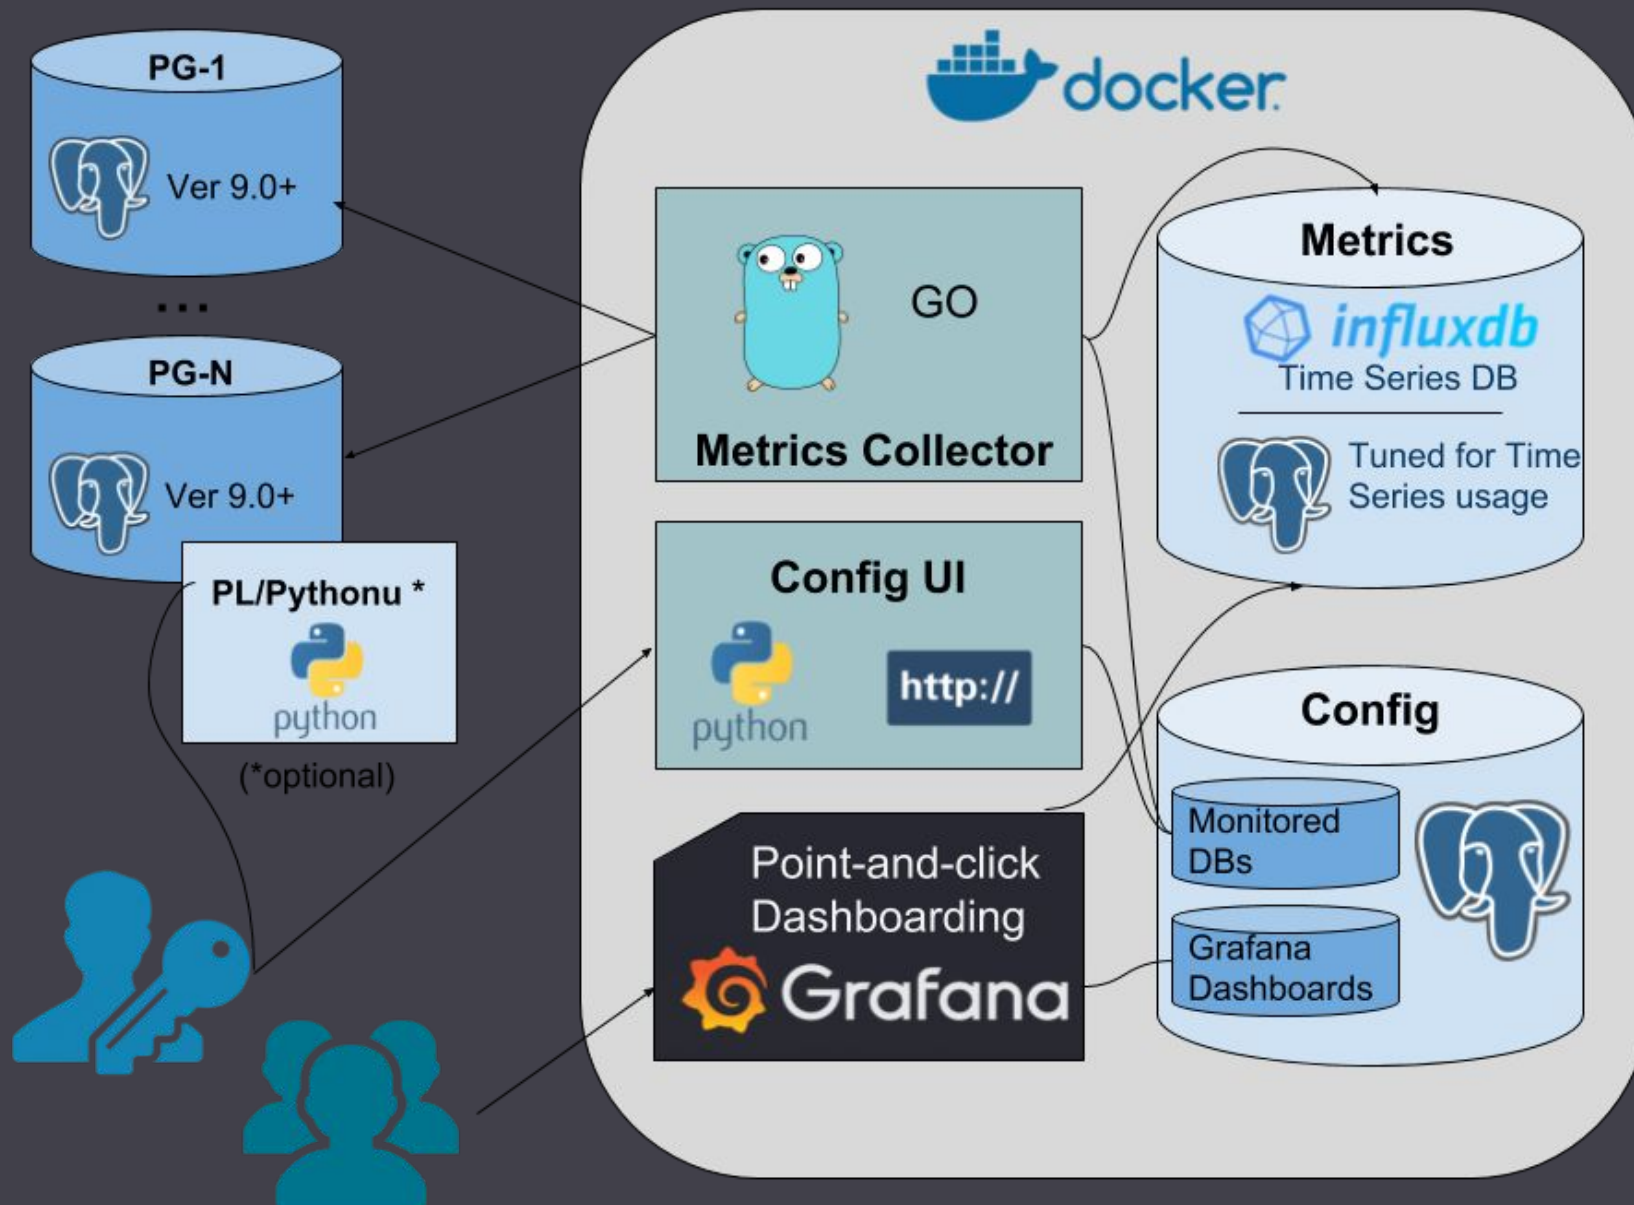 PG-1
Ver 9.0+
...
PG-N
Ver 9.0+
PL/Pythonu *
python
(*optional)
docker.
GO
Metrics Collector
Config UI
python
http://
Point-and-click
Dashboarding
Grafana
Metrics
influxdb
Time Series DB
Tuned for Time
Series usage
Config
Monitored
DBs
Grafana
Dashboards